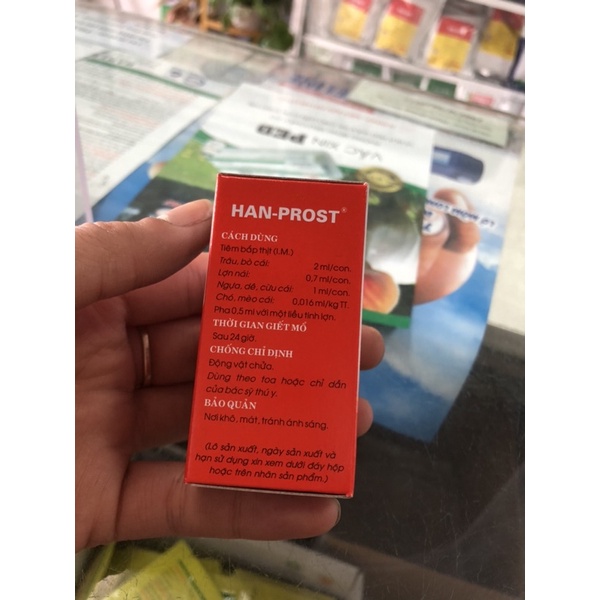 HAN-PROST®
CÁCH DÙNG
Tiêm bắp thịt (I.M.)
Trâu, bò cái: 2 ml/con.
Lợn nái: 0,7 ml/con.
Ngựa, dê, cừu cái: 1 ml/con.
Chó, mèo cái: 0,016 ml/kg TT.
Pha 0,5 ml với một liều tinh lợn.
THỜI GIAN GIẾT MỔ
Sau 24 giờ.
CHỐNG CHỈ ĐỊNH
Động vật chửa.
Dùng theo toa hoặc chỉ dẫn
của bác sỹ thú y.
BẢO QUẢN
Nơi khô, mát, tránh ánh sáng.
(Lô sản xuất, ngày sản xuất và
hạn sử dụng xin xem dưới đáy hộp
hoặc trên nhãn sản phẩm.)
VẮC XIN PED